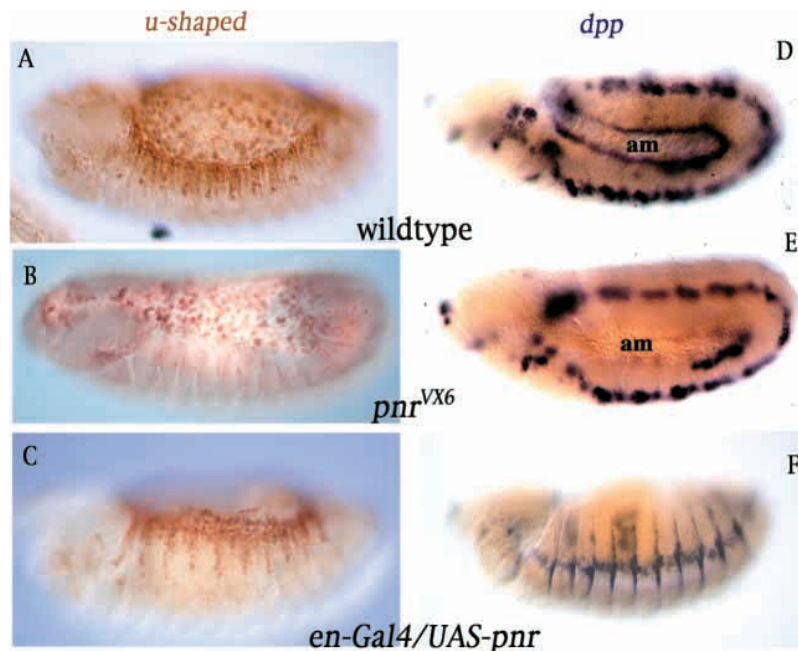 u-shaped
dpp
A
D
am
wildtype
B
E
am
pnrVX6
C
F
en-Gal4/UAS-pnr